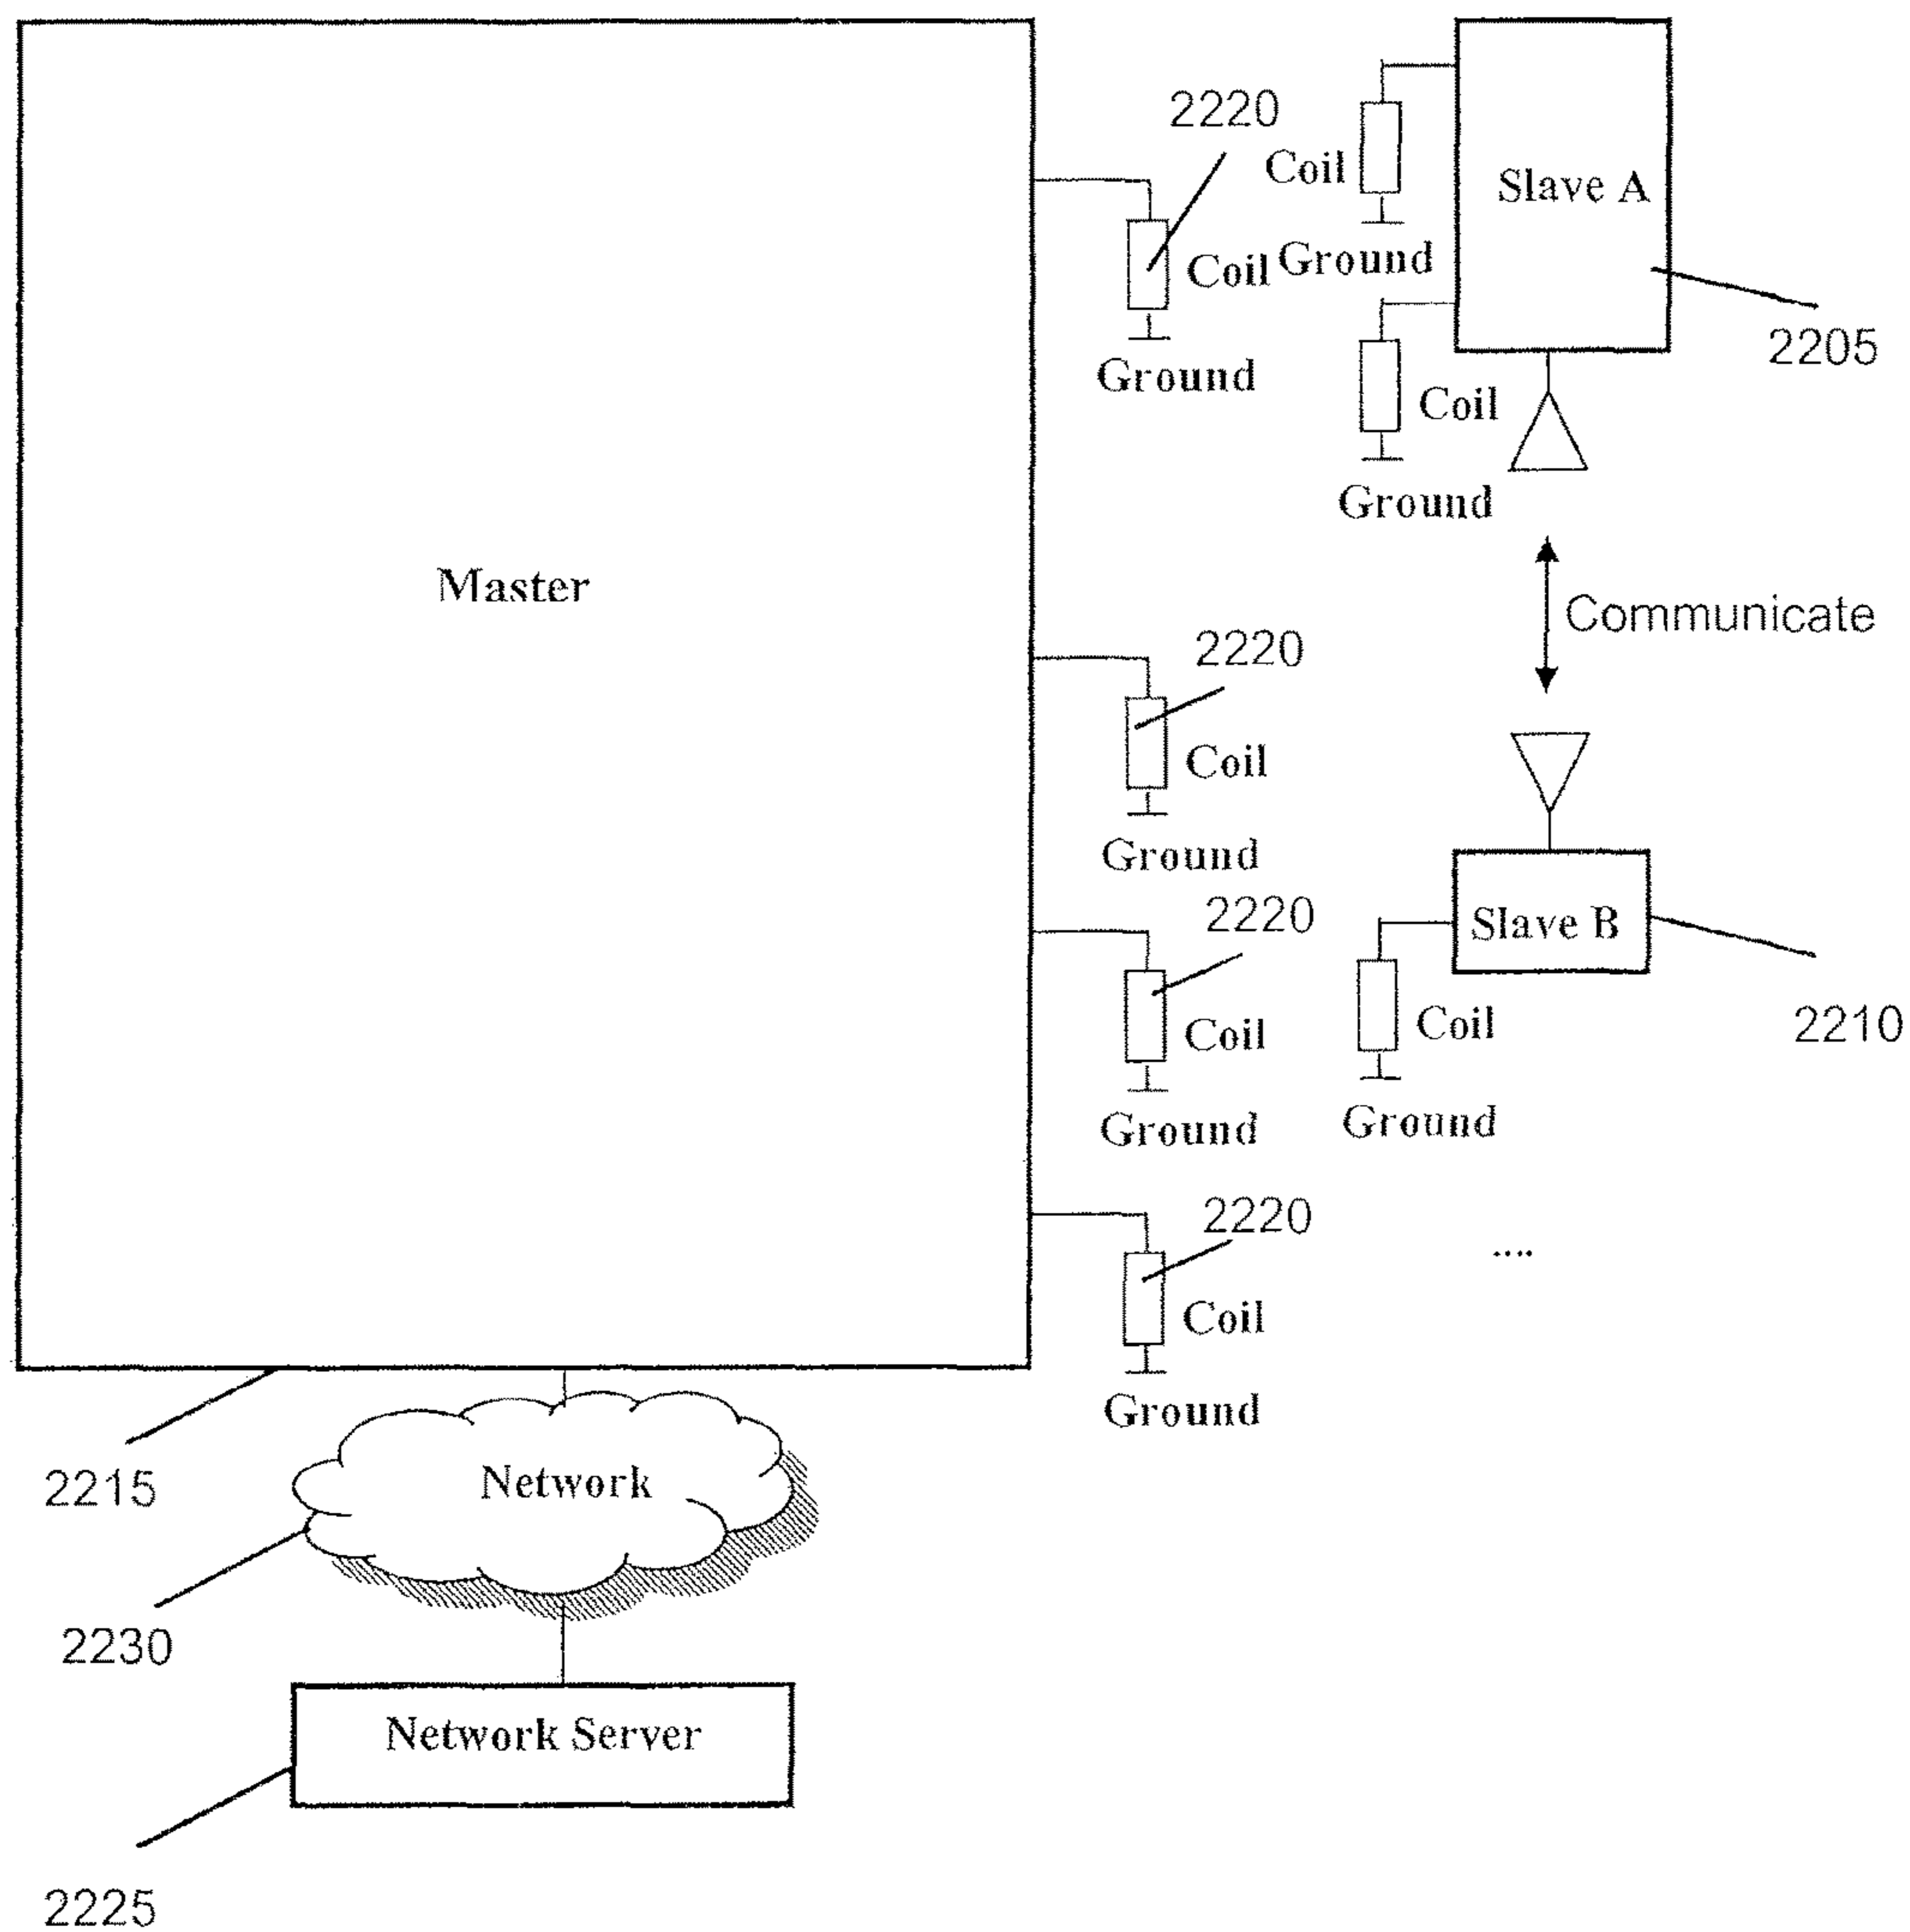 2220
Coil
Slave A
Coil Ground
Ground
2205
Coil
Ground
Master
Communicate
2220
Coil
Ground
2220
Slave B
Coil
Coil
2210
Ground
Ground
2220
....
Coil
Ground
2215
Network
2230
Network Server
2225